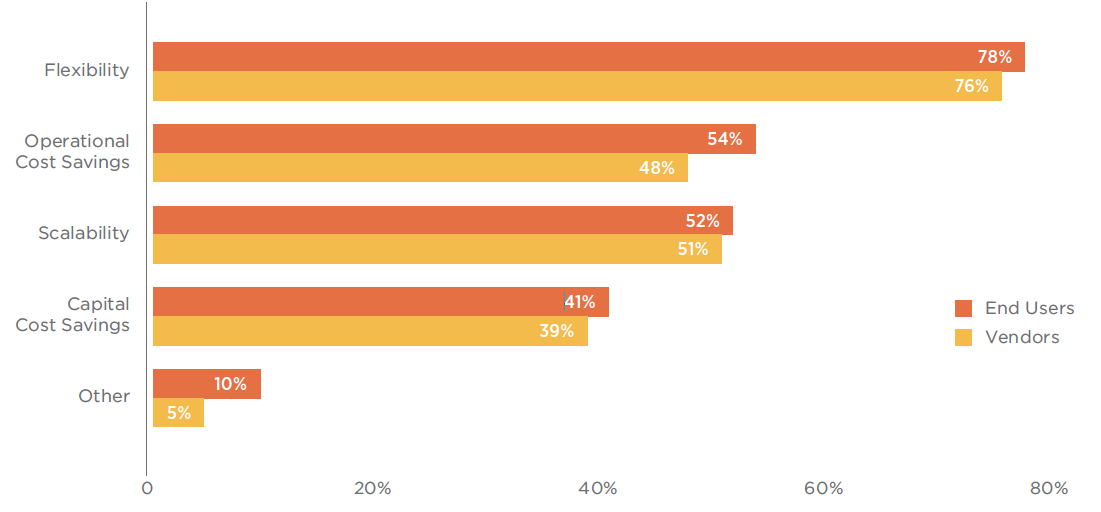 Flexibility
78%
76%
Operational
Cost Savings
54%
48%
Scalability
52%
51%
Capital
Cost Savings
41%
39%
End Users
Vendors
Other
10%
5%
0
20%
40%
60%
80%